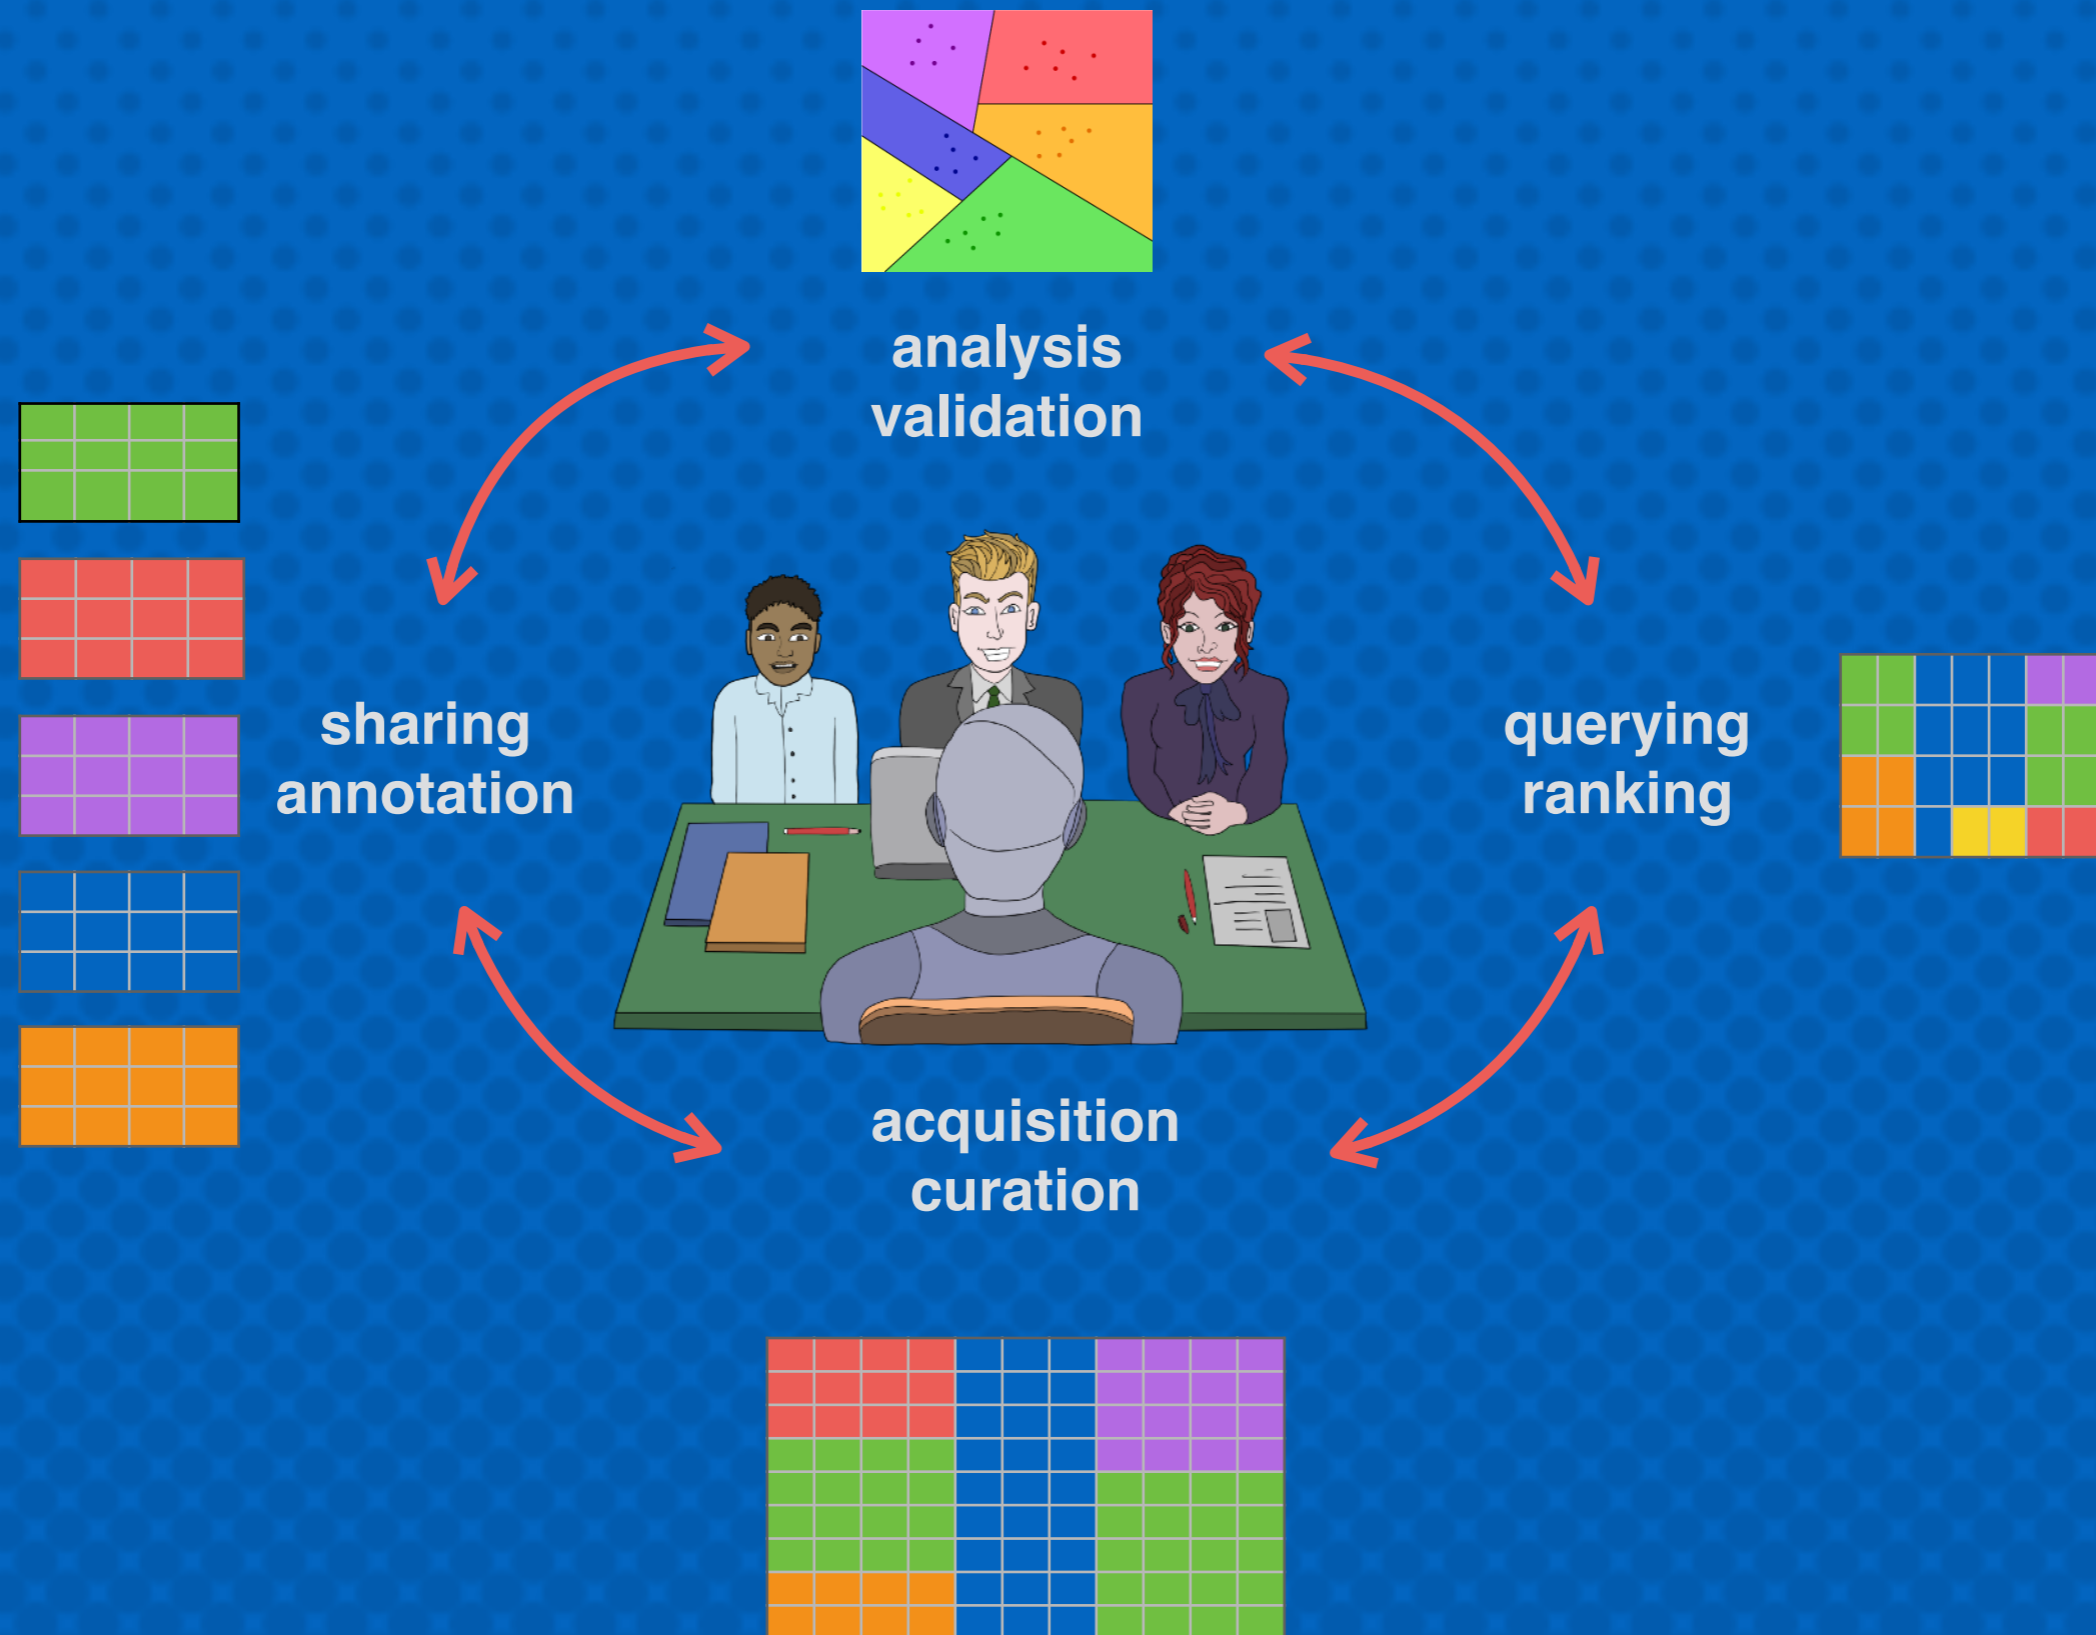 analysis
validation
sharing
annotation
querying
ranking
acquisition
curation